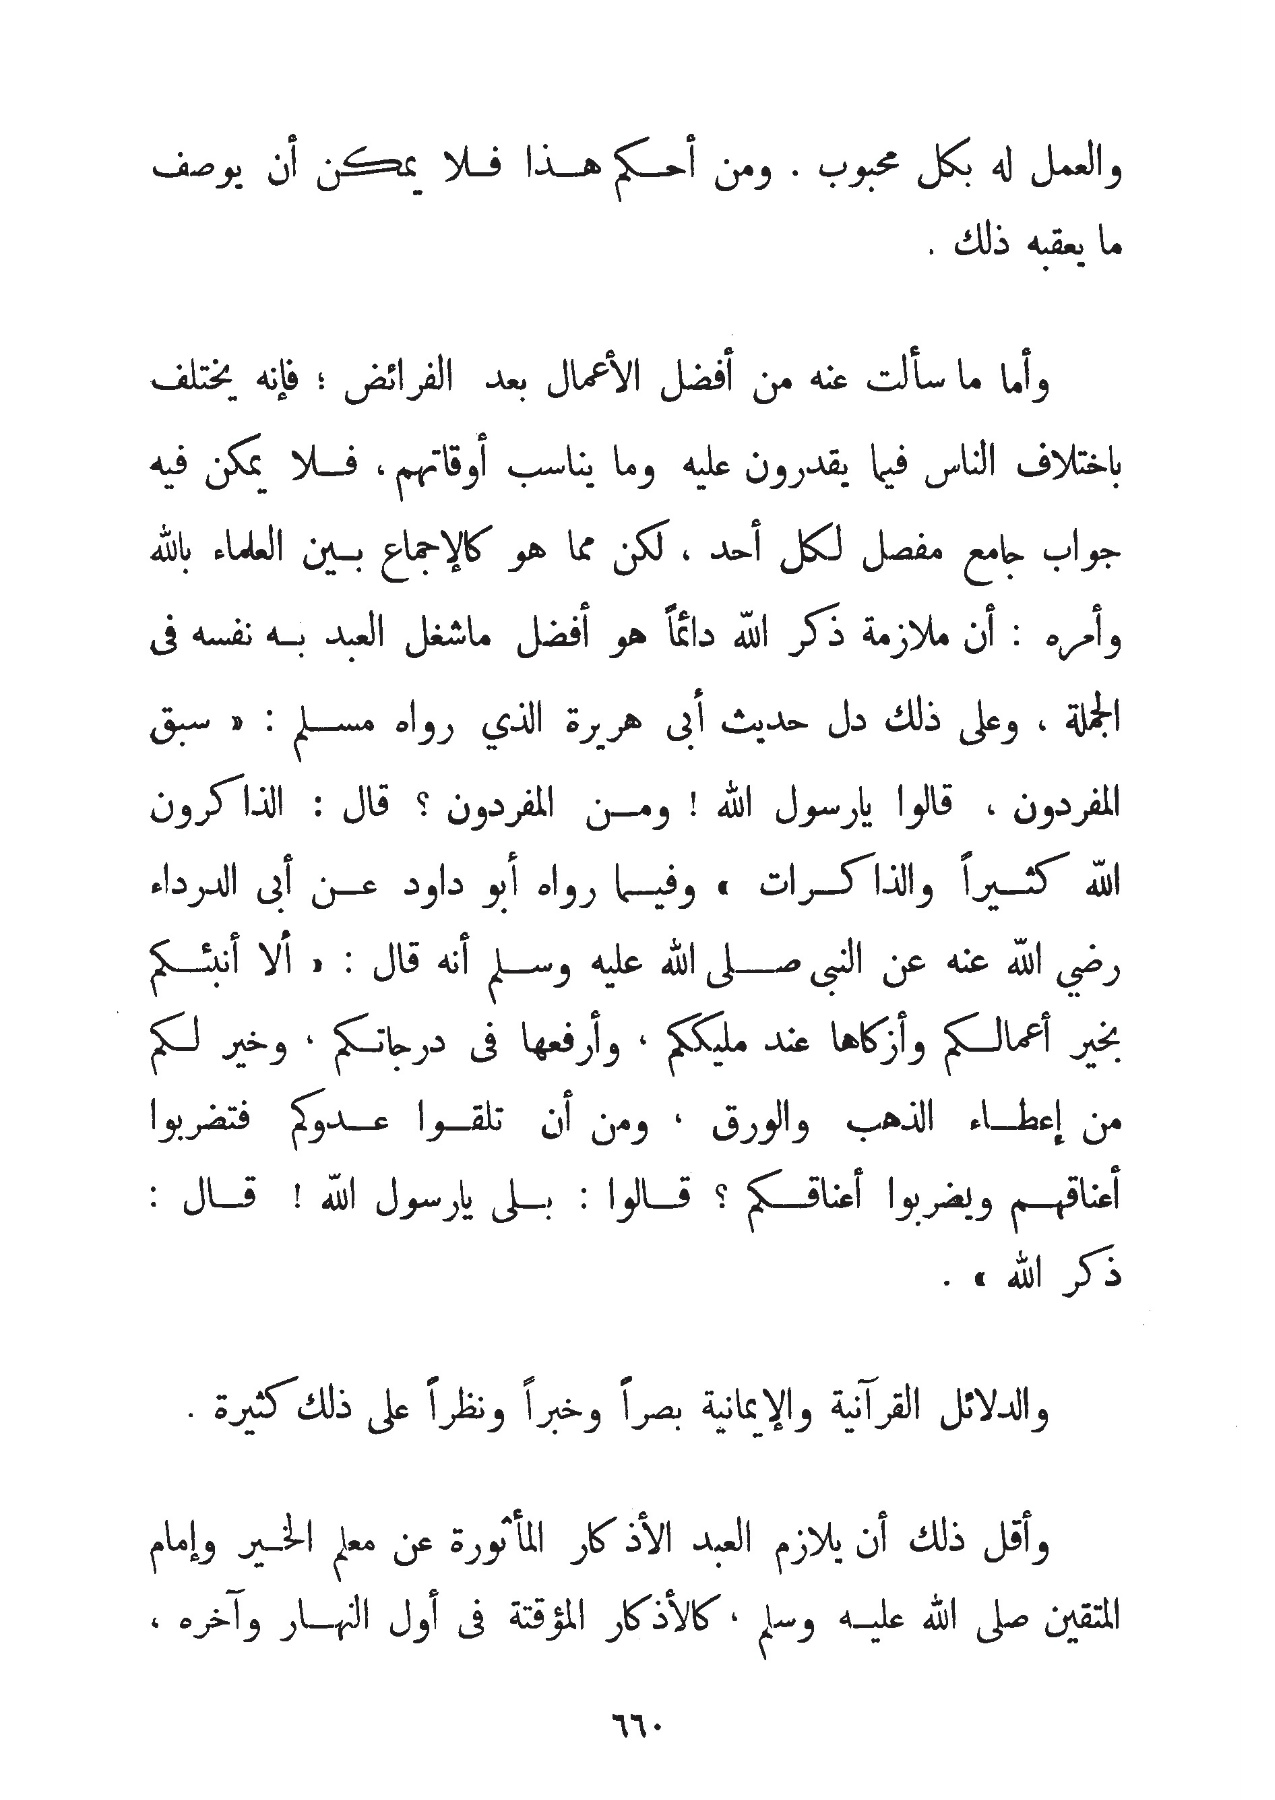 والعمل له بكل محبوب . ومن أحكم هذا فلا يمكن أن يوصف
ما يعقبه ذلك .
وأما ما سألت عنه من أفضل الأعمال بعد الفرائض ؛ فإنه يختلف
باختلاف الناس فيما يقدرون عليه وما يناسب أوقاتهم، فلا يمكن فيه
جواب جامع مفصل لكل أحد ، لكن مما هو كالإجماع بين العلماء بالله
وأمره : أن ملازمة ذكر الله دائماً هو أفضل ماشغل العبد به نفسه فى
الجملة ، وعلى ذلك دل حديث أبى هريرة الذي رواه مسلم : « سبق
المفردون ، قالوا يارسول الله ! ومن المفردون ؟ قال : الذاكرون
الله كثيراً والذاكرات » وفيما رواه أبو داود عن أبى الدرداء
رضي الله عنه عن النبى صلى الله عليه وسلم أنه قال : « ألا أنبئكم
بخير أعمالكم وأزكاها عند مليككم ، وأرفعها فى درجاتكم ، وخير لكم
من إعطاء الذهب والورق ، ومن أن تلقوا عدوكم فتضربوا
أعناقهم ويضربوا أعناقكم ؟ قالوا : بلى يارسول الله ! قال :
ذكر الله » .
والدلائل القرآنية والإيمانية بصراً وخبراً ونظراً على ذلك كثيرة .
وأقل ذلك أن يلازم العبد الأذكار المأثورة عن معلم الخير وإمام
المتقين صلى الله عليه وسلم ، كالأذكار المؤقتة فى أول النهار وآخره ،
٦٦٠